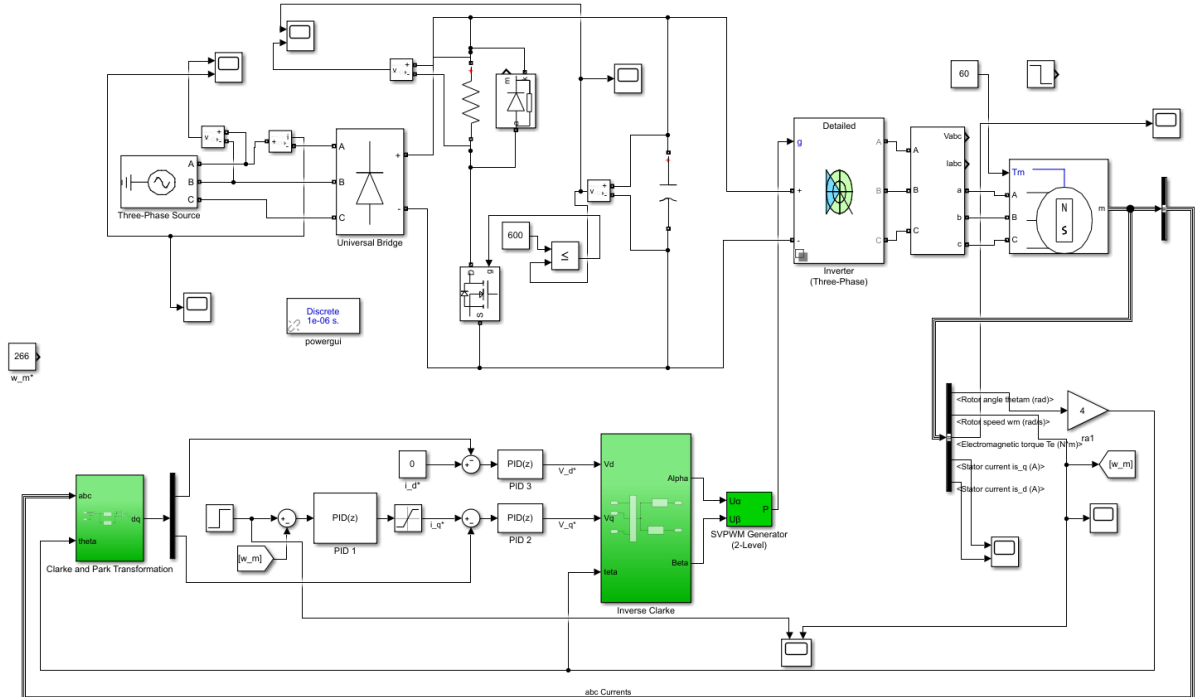 v
+
-
v
+
-
i
+
-
A
B
C
Three-Phase Source
A
B
C
+
-
Universal Bridge
m
k
a
v
+
-
600
≤
D
g
S
Discrete
1e-06 s.
powergui
Detailed
g
+
-
A
B
C
Inverter
(Three-Phase)
A
B
C
Vabc
Iabc
a
b
c
60
Tm
A
B
C
N
S
m
266
w_m*
<Rotor angle thetam (rad)>
<Rotor speed wm (rad/s)>
<Electromagnetic torque Te (N*m)>
<Stator current is_q (A)>
<Stator current is_d (A)>
4
ra1
[w_m]
abc
theta
dq
Clarke and Park Transformation
0
i_d*
PID(z)
PID 3
V_d*
[w_m]
PID(z)
PID 1
i_q*
PID(z)
PID 2
V_q*
Vd
Vq
teta
Alpha
Beta
Inverse Clarke
Uα
Uβ
P
SVPWM Generator
(2-Level)
abc Currents